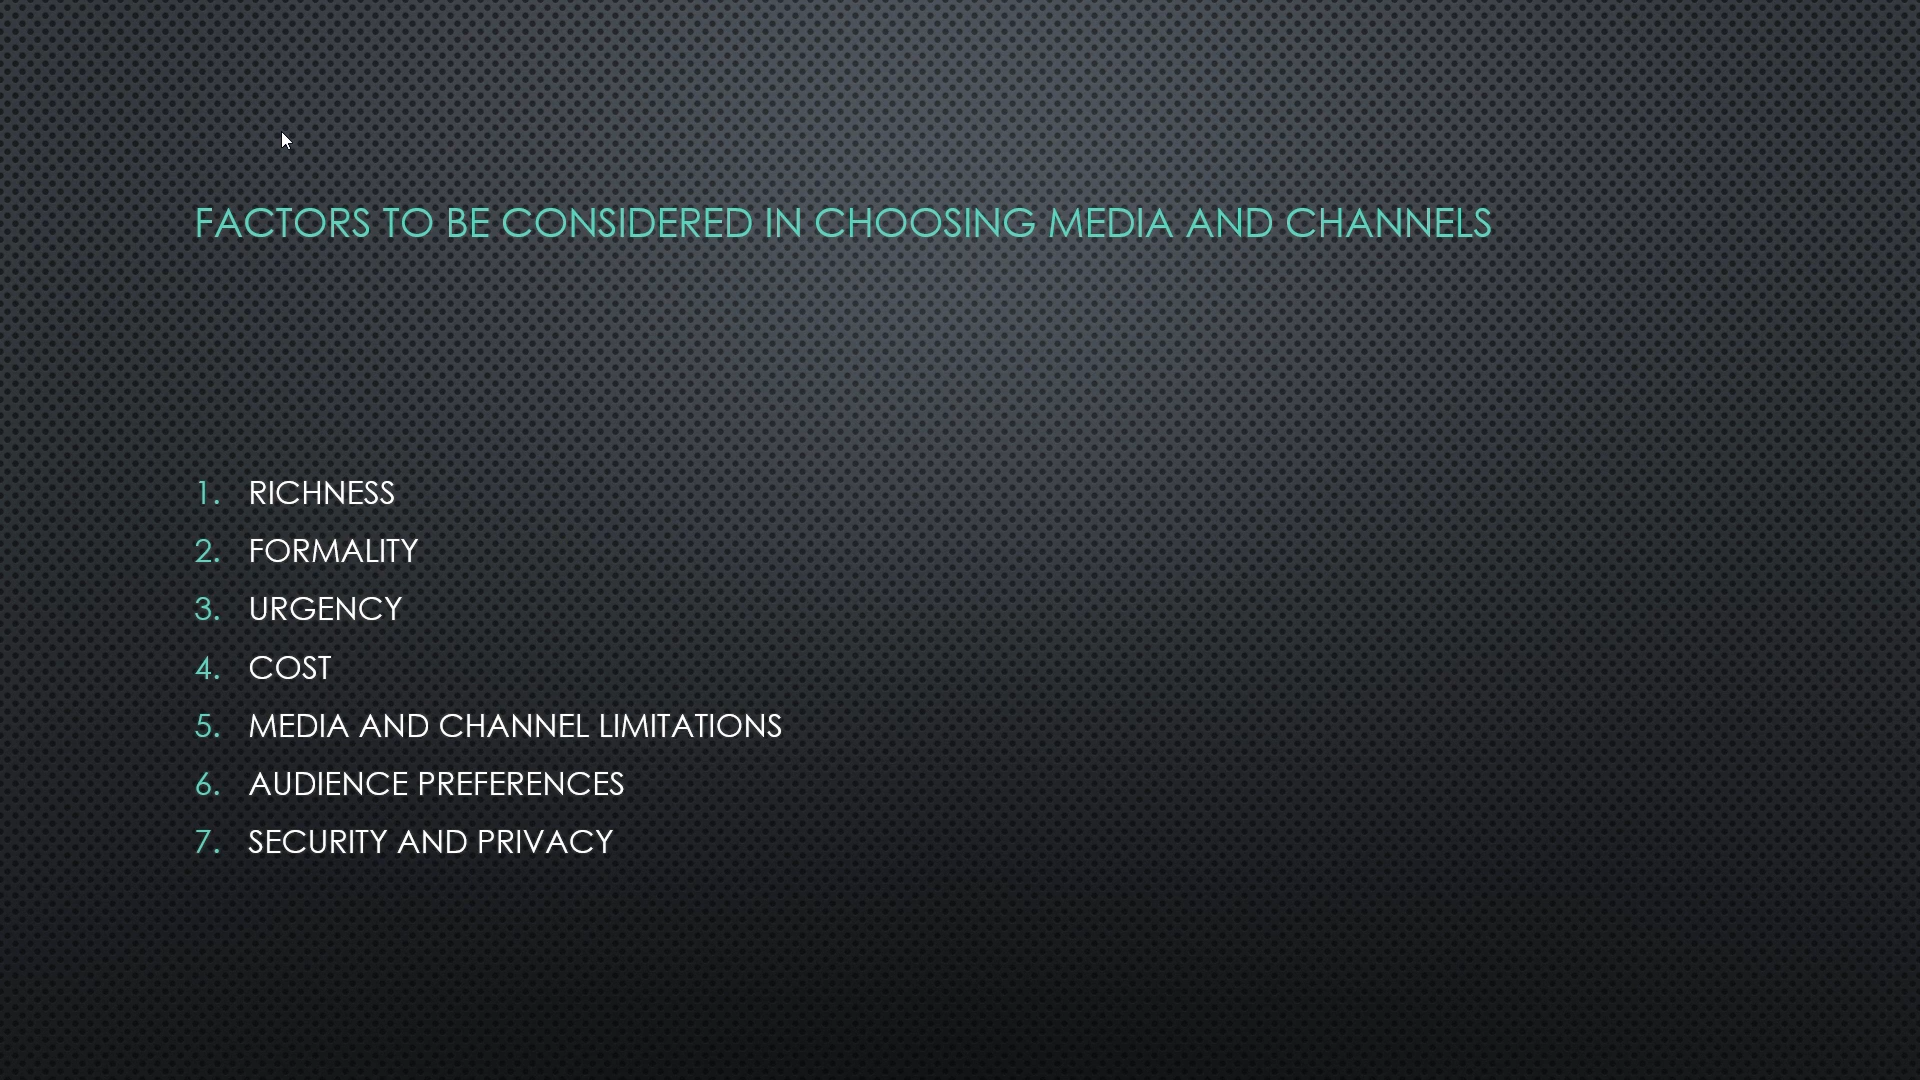 FACTORS TO BE CONSIDERED IN CHOOSING MEDIA AND CHANNELS
1. RICHNESS
2. FORMALITY
3. URGENCY
4. COST
5. MEDIA AND CHANNEL LIMITATIONS
6. AUDIENCE PREFERENCES
7. SECURITY AND PRIVACY